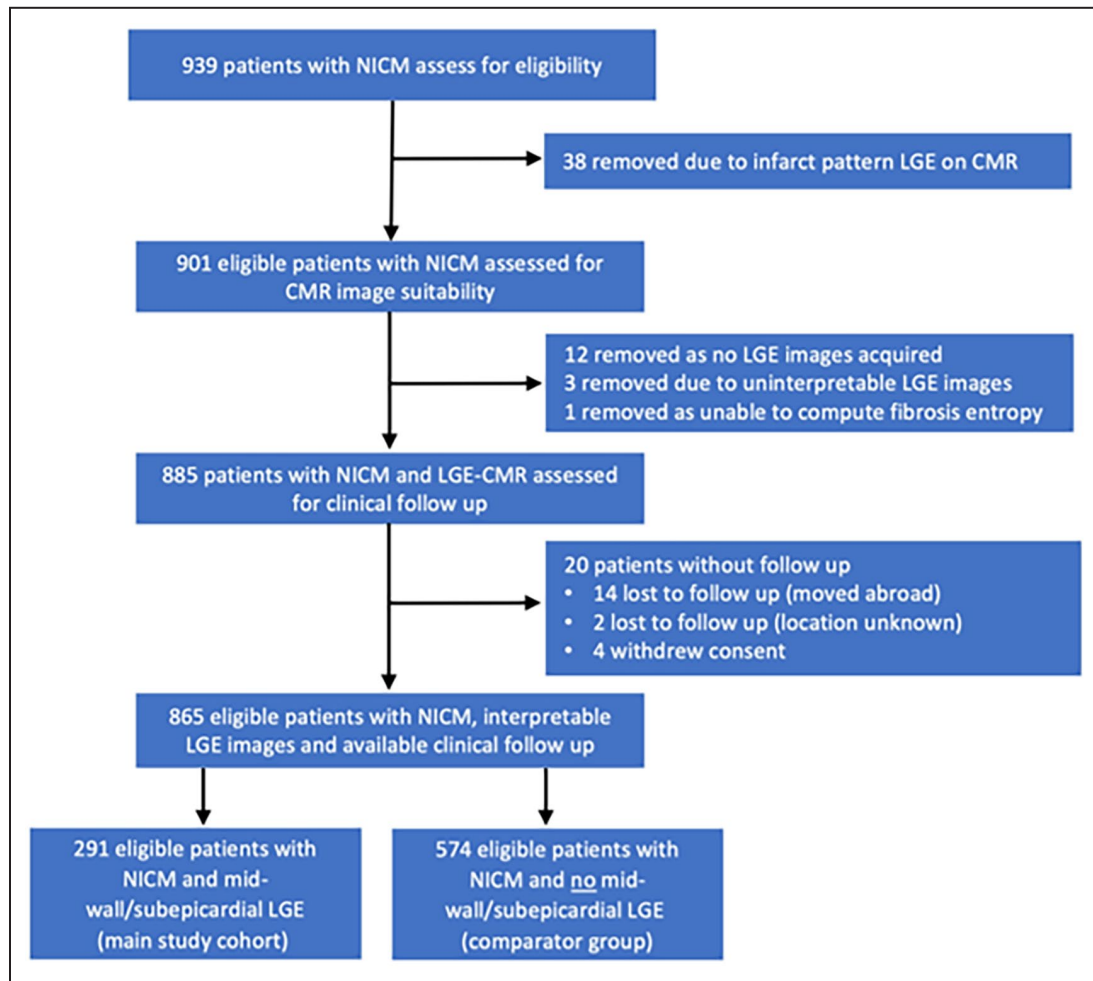 939 patients with NICM assess for eligibility
38 removed due to infarct pattern LGE on CMR
901 eligible patients with NICM assessed for
CMR image suitability
12 removed as no LGE images acquired
3 removed due to uninterpretable LGE images
1 removed as unable to compute fibrosis entropy
885 patients with NICM and LGE-CMR assessed
for clinical follow up
20 patients without follow up
• 14 lost to follow up (moved abroad)
• 2 lost to follow up (location unknown)
• 4 withdrew consent
865 eligible patients with NICM, interpretable
LGE images and available clinical follow up
291 eligible patients with
NICM and mid-
wall/subepicardial LGE
(main study cohort)
574 eligible patients with
NICM and no mid-
wall/subepicardial LGE
(comparator group)